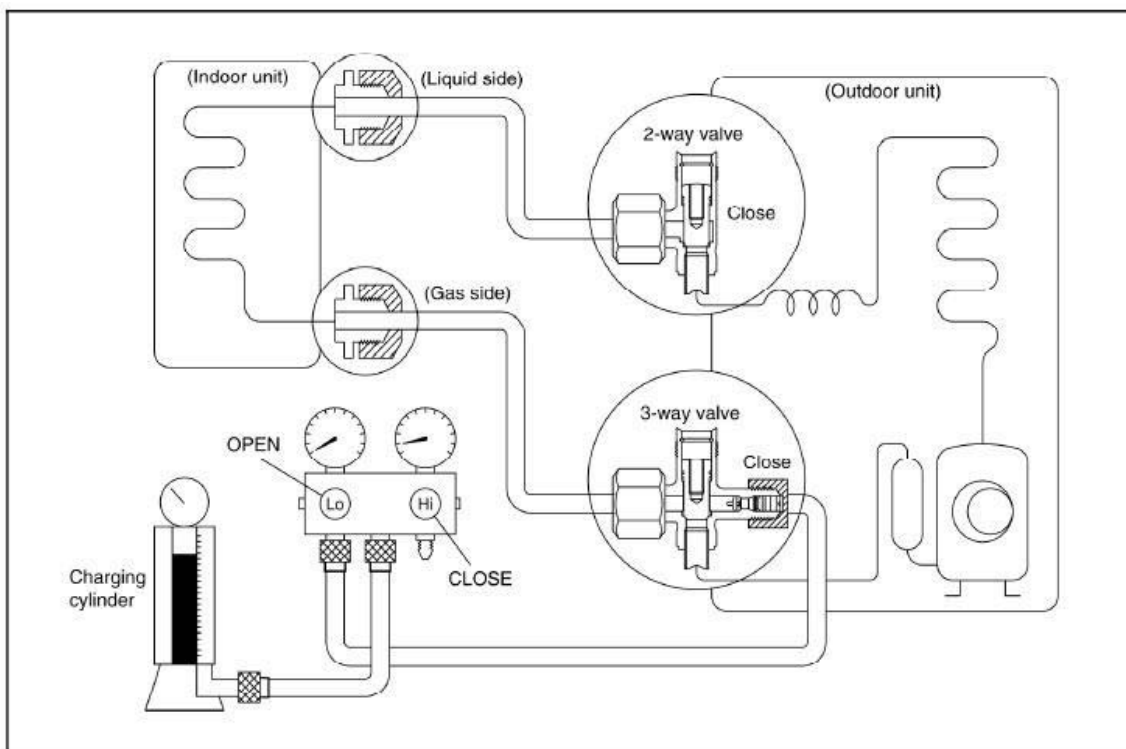 (Indoor unit)
(Liquid side)
(Outdoor unit)
2-way valve
Close
(Gas side)
3-way valve
Close
OPEN
Lo
Hi
CLOSE
Charging
cylinder